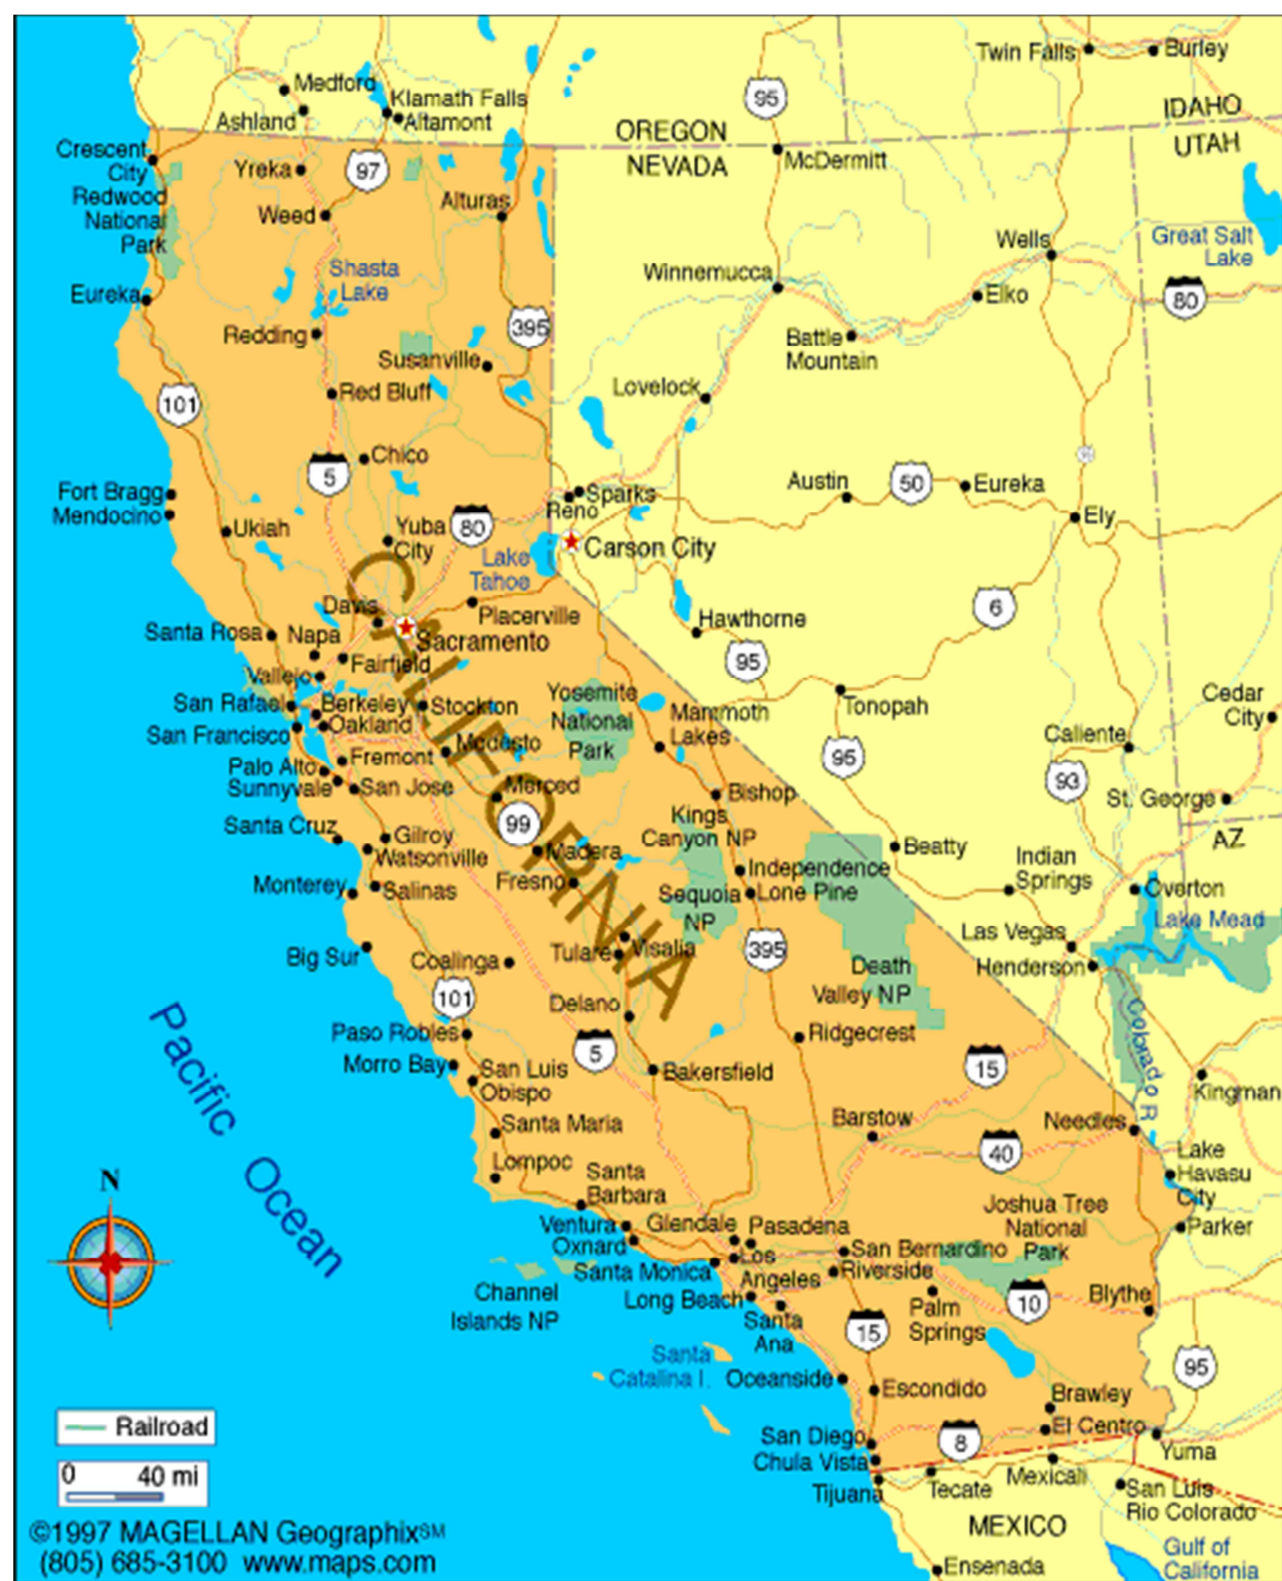 Twin Falls
Burley
Medford
Klamath Falls
Altamont
Ashland
95
IDAHO
UTAH
OREGON
NEVADA
McDermitt
Crescent
City
Redwood
National
Park
Yreka
97
Weed
Alturas
Wells
Great Salt
Lake
Winnemucca
Elko
80
Shasta
Lake
Eureka
Redding
395
Battle
Mountain
Susanville
Lovelock
Red Bluff
101
Chico
5
Austin
50
Eureka
Fort Bragg
Mendocino
Sparks
Reno
Ely
Ukiah
Yuba
City
80
Lake
Tahoe
Carson City
CALIFORNIA
Davis
Placerville
Hawthorne
6
Santa Rosa
Napa
Sacramento
Fairfield
95
Vallejo
San Rafael
Berkeley
Stockton
Yosemite
National
Park
Mammoth
Lakes
Tonopah
Cedar
City
San Francisco
Oakland
Modesto
Caliente
Fremont
Palo Alto
Sunnyvale
San Jose
Merced
95
93
St. George
Bishop
Kings
Canyon NP
Santa Cruz
Gilroy
99
AZ
Watsonville
Madera
Beatty
Indian
Springs
Independence
Monterey
Salinas
Fresno
Sequoia
NP
Lone Pine
Overton
Lake Mead
Las Vegas
Henderson
Big Sur
Coalinga
Tulare
Visalia
395
Death
Valley NP
101
Delano
Colorado R.
Pacific Ocean
Paso Robles
5
Ridgecrest
Morro Bay
San Luis
Obispo
Bakersfield
15
Kingman
Santa Maria
Barstow
Needles
40
Lake
Havasu
City
N
Lompoc
Santa
Barbara
Joshua Tree
National
Park
Ventura
Glendale
Pasadena
Parker
Oxnard
Los
Angeles
San Bernardino
Santa Monica
Riverside
Channel
Islands NP
Long Beach
Palm
Springs
10
Blythe
Santa
Ana
15
Santa
Catalina I.
Oceanside
95
Escondido
Brawley
Railroad
San Diego
8
El Centro
Yuma
Chula Vista
0 40 mi
Tijuana
Tecate
Mexicali
San Luis
Rio Colorado
MEXICO
©1997 MAGELLAN Geographix℠
(805) 685-3100 www.maps.com
Ensenada
Gulf of
California